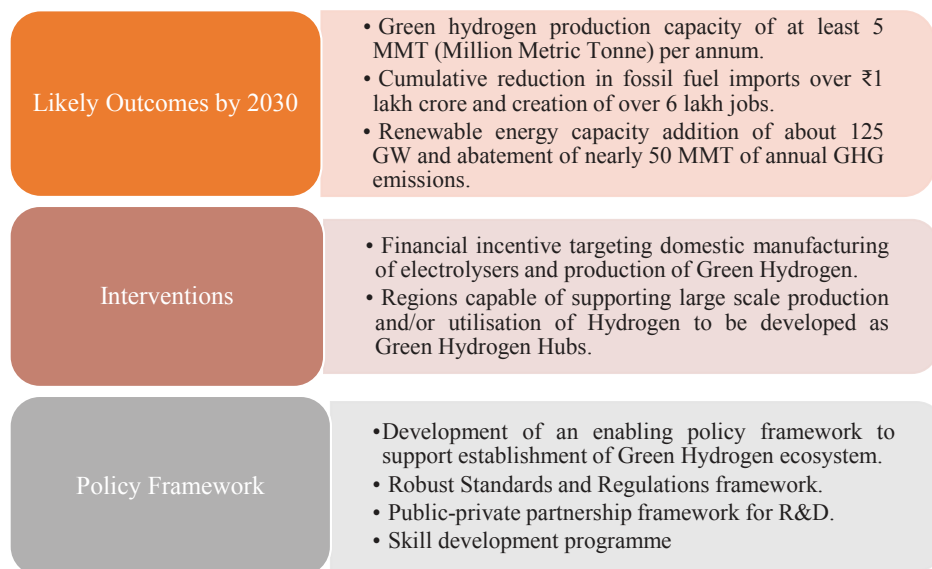 Likely Outcomes by 2030
• Green hydrogen production capacity of at least 5
MMT (Million Metric Tonne) per annum.
• Cumulative reduction in fossil fuel imports over ₹1
lakh crore and creation of over 6 lakh jobs.
• Renewable energy capacity addition of about 125
GW and abatement of nearly 50 MMT of annual GHG
emissions.
Interventions
• Financial incentive targeting domestic manufacturing
of electrolysers and production of Green Hydrogen.
• Regions capable of supporting large scale production
and/or utilisation of Hydrogen to be developed as
Green Hydrogen Hubs.
Policy Framework
•Development of an enabling policy framework to
support establishment of Green Hydrogen ecosystem.
• Robust Standards and Regulations framework.
• Public-private partnership framework for R&D.
• Skill development programme